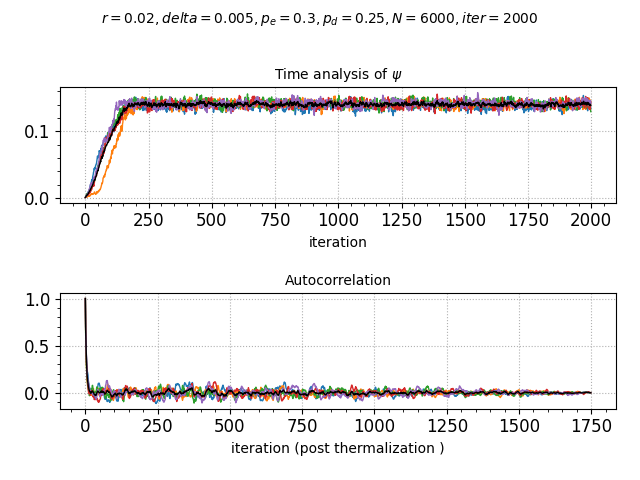 r = 0.02, delta = 0.005, p_e = 0.3, p_d = 0.25, N = 6000, iter = 2000
Time analysis of ψ
0.1
0.0
0 250 500 750 1000 1250 1500 1750 2000
iteration
Autocorrelation
1.0
0.5
0.0
0 250 500 750 1000 1250 1500 1750
iteration (post thermalization )